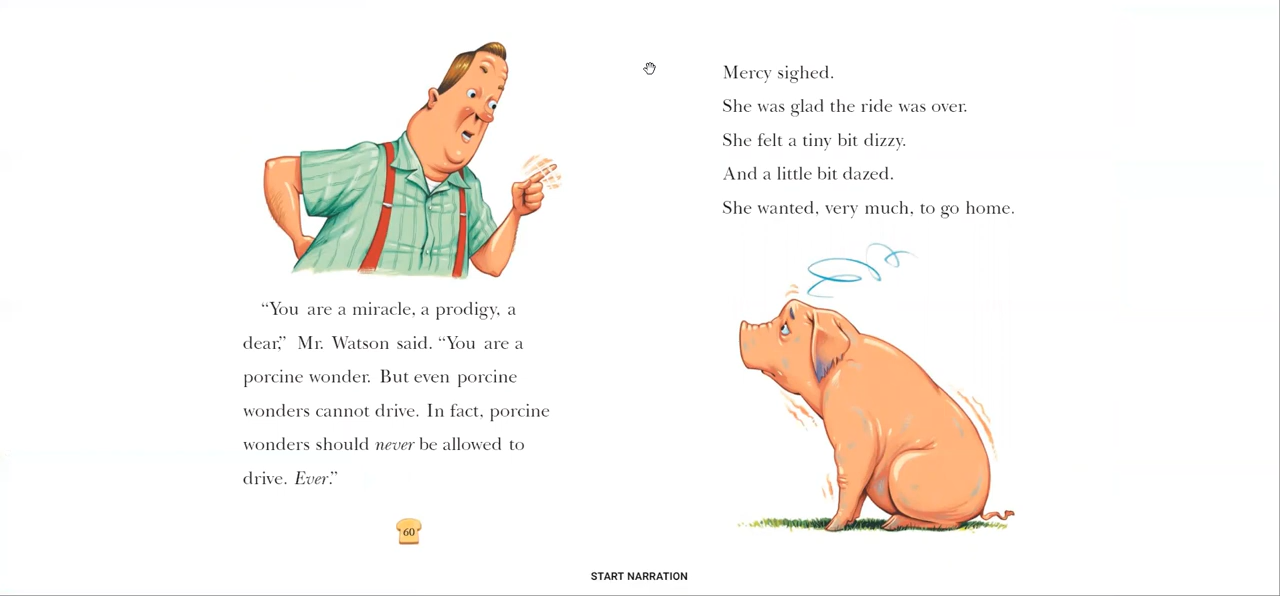 “You are a miracle, a prodigy, a
dear,” Mr. Watson said. “You are a
porcine wonder. But even porcine
wonders cannot drive. In fact, porcine
wonders should never be allowed to
drive. Ever.”
60
Mercy sighed.
She was glad the ride was over.
She felt a tiny bit dizzy.
And a little bit dazed.
She wanted, very much, to go home.
START NARRATION